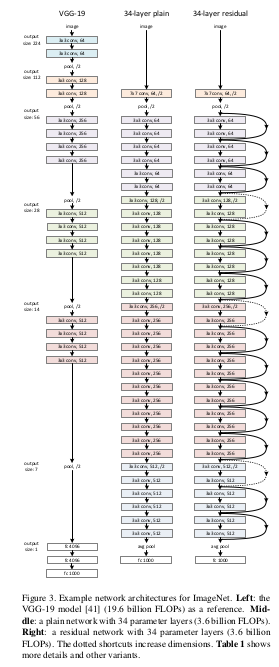 output size: 224
output size: 112
output size: 56
output size: 28
output size: 14
output size: 7
output size: 1
VGG-19
image
3x3 conv, 64
3x3 conv, 64
pool, /2
3x3 conv, 128
3x3 conv, 128
pool, /2
3x3 conv, 256
3x3 conv, 256
3x3 conv, 256
3x3 conv, 256
pool, /2
3x3 conv, 512
3x3 conv, 512
3x3 conv, 512
3x3 conv, 512
pool, /2
3x3 conv, 512
3x3 conv, 512
3x3 conv, 512
3x3 conv, 512
pool, /2
fc 4096
fc 4096
fc 1000
34-layer plain
image
7x7 conv, 64, /2
pool, /2
3x3 conv, 64
3x3 conv, 64
3x3 conv, 64
3x3 conv, 64
3x3 conv, 64
3x3 conv, 64
3x3 conv, 128, /2
3x3 conv, 128
3x3 conv, 128
3x3 conv, 128
3x3 conv, 128
3x3 conv, 128
3x3 conv, 128
3x3 conv, 128
3x3 conv, 256, /2
3x3 conv, 256
3x3 conv, 256
3x3 conv, 256
3x3 conv, 256
3x3 conv, 256
3x3 conv, 256
3x3 conv, 256
3x3 conv, 256
3x3 conv, 256
3x3 conv, 256
3x3 conv, 256
3x3 conv, 512, /2
3x3 conv, 512
3x3 conv, 512
3x3 conv, 512
3x3 conv, 512
3x3 conv, 512
avg pool
fc 1000
34-layer residual
image
7x7 conv, 64, /2
pool, /2
3x3 conv, 64
3x3 conv, 64
3x3 conv, 64
3x3 conv, 64
3x3 conv, 64
3x3 conv, 64
3x3 conv, 128, /2
3x3 conv, 128
3x3 conv, 128
3x3 conv, 128
3x3 conv, 128
3x3 conv, 128
3x3 conv, 128
3x3 conv, 128
3x3 conv, 256, /2
3x3 conv, 256
3x3 conv, 256
3x3 conv, 256
3x3 conv, 256
3x3 conv, 256
3x3 conv, 256
3x3 conv, 256
3x3 conv, 256
3x3 conv, 256
3x3 conv, 256
3x3 conv, 256
3x3 conv, 512, /2
3x3 conv, 512
3x3 conv, 512
3x3 conv, 512
3x3 conv, 512
3x3 conv, 512
avg pool
fc 1000
Figure 3. Example network architectures for ImageNet. Left: the
VGG-19 model [41] (19.6 billion FLOPs) as a reference. Mid-
dle: a plain network with 34 parameter layers (3.6 billion FLOPs).
Right: a residual network with 34 parameter layers (3.6 billion
FLOPs). The dotted shortcuts increase dimensions. Table 1 shows
more details and other variants.